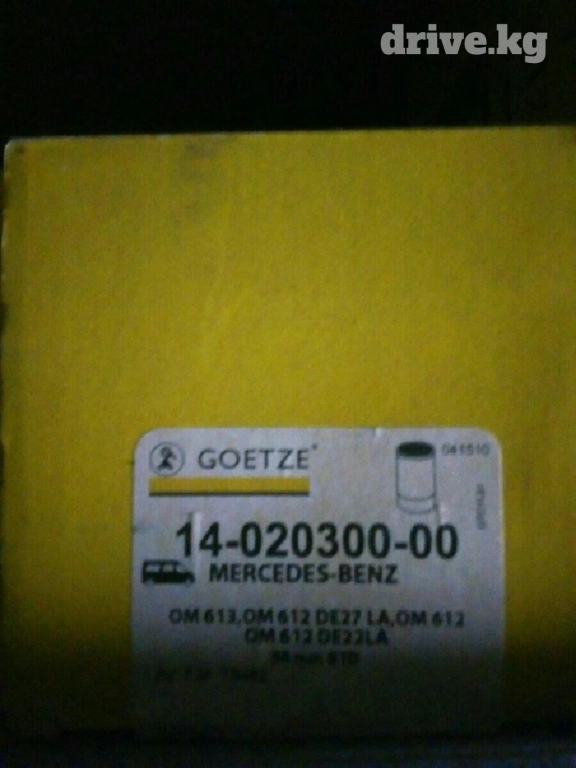 drive.kg
GOETZE
041510
14-020300-00
MERCEDES-BENZ
OM 613,OM 612 DE27 LA,OM 612
OM 612 DE22LA
STD